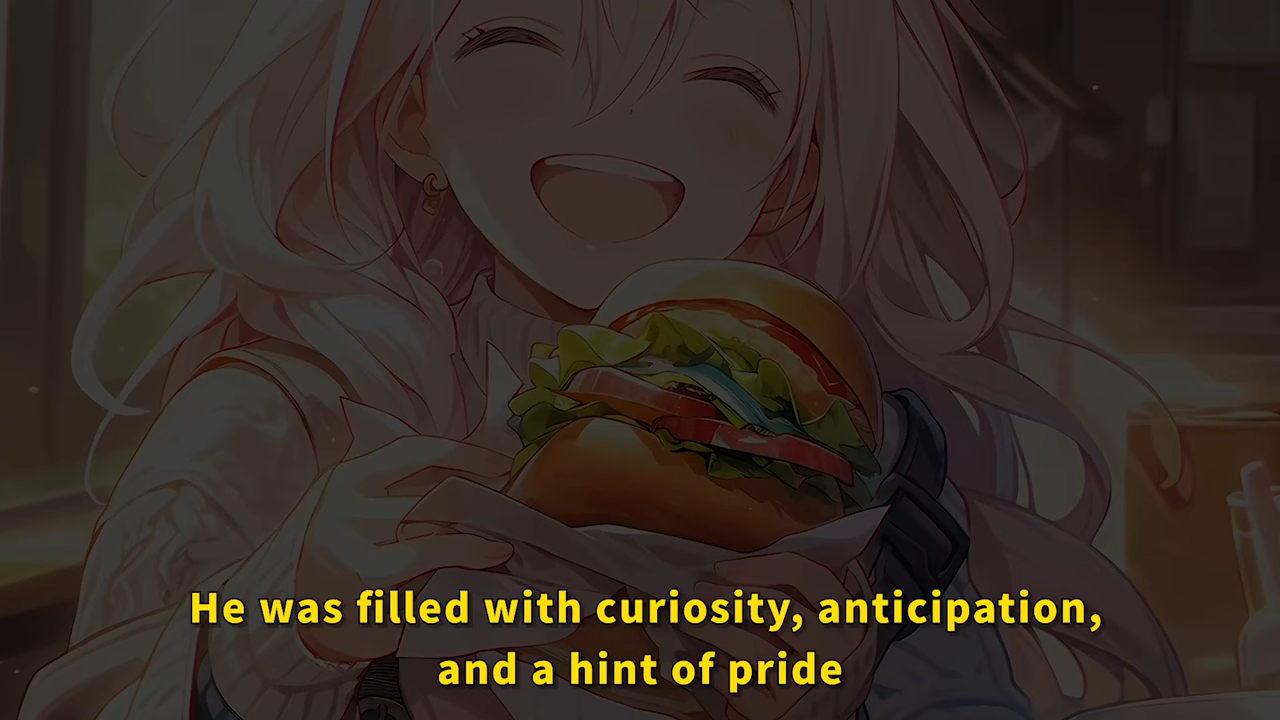 He was filled with curiosity, anticipation,
and a hint of pride